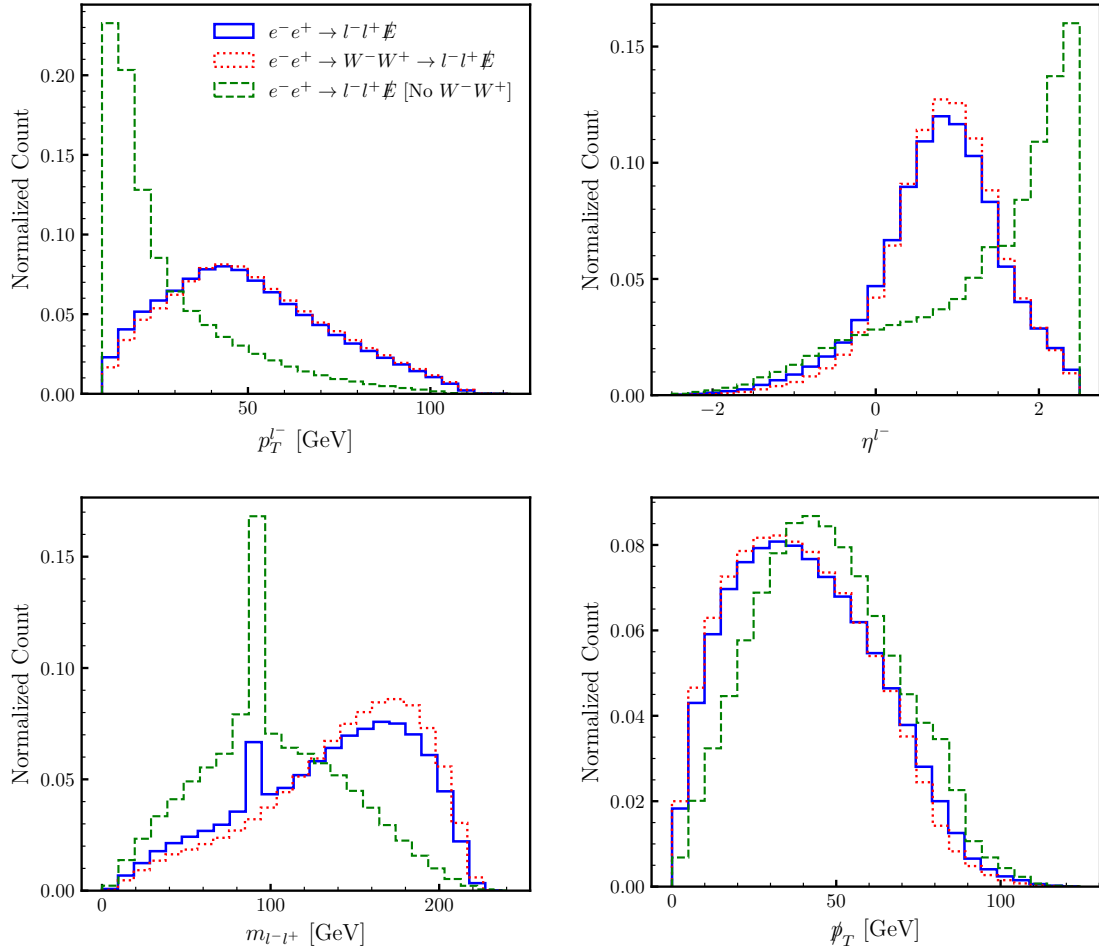 e⁻e⁺ → l⁻l⁺E̸
e⁻e⁺ → W⁻W⁺ → l⁻l⁺E̸
e⁻e⁺ → l⁻l⁺E̸ [No W⁻W⁺]
Normalized Count
0.20
0.15
0.10
0.05
0.00
50
100
p_T^{l⁻} [GeV]
Normalized Count
0.15
0.10
0.05
0.00
−2
0
2
η^{l⁻}
Normalized Count
0.15
0.10
0.05
0.00
0
100
200
m_{l⁻l⁺} [GeV]
Normalized Count
0.08
0.06
0.04
0.02
0.00
0
50
100
p̸_T [GeV]